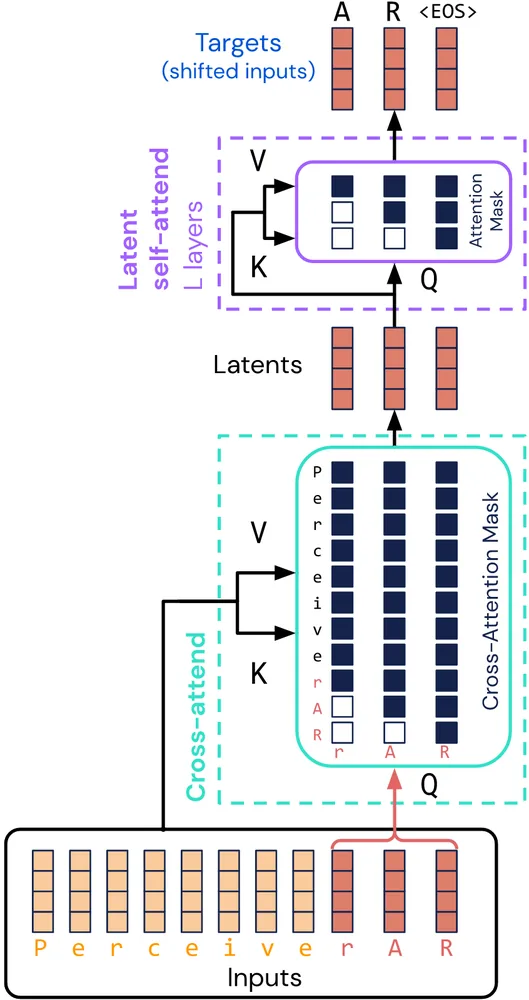 A R <EOS>
Targets
(shifted inputs)
Latent
self-attend
L layers
V
K
Q
Attention
Mask
Latents
Cross-attend
V
K
Q
P
e
r
c
e
i
v
e
r
A
R
r A R
Cross-Attention Mask
P e r c e i v e r A R
Inputs